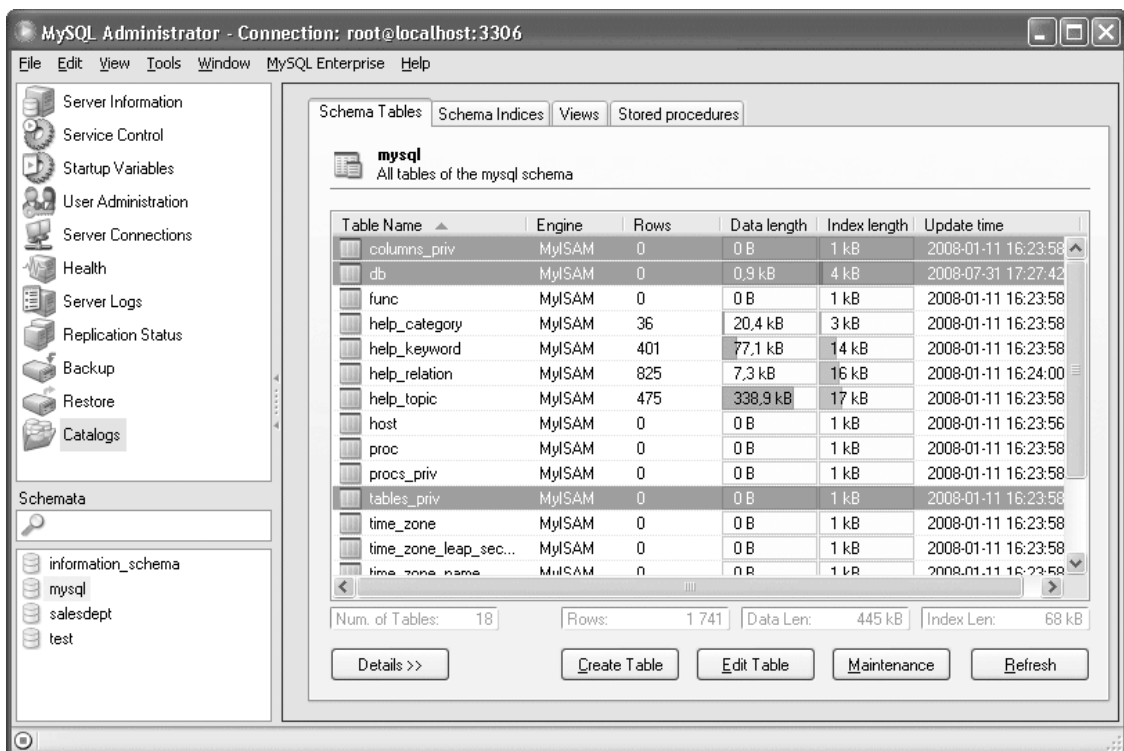 MySQL Administrator - Connection: root@localhost:3306
File Edit View Tools Window MySQL Enterprise Help
Server Information
Service Control
Startup Variables
User Administration
Server Connections
Health
Server Logs
Replication Status
Backup
Restore
Catalogs
Schemata
information_schema
mysql
salesdept
test
Schema Tables Schema Indices Views Stored procedures
mysql
All tables of the mysql schema
Table Name Engine Rows Data length Index length Update time
columns_priv MyISAM 0 0 B 1 kB 2008-01-11 16:23:58
db MyISAM 0 0,9 kB 4 kB 2008-07-31 17:27:42
func MyISAM 0 0 B 1 kB 2008-01-11 16:23:58
help_category MyISAM 36 20,4 kB 3 kB 2008-01-11 16:23:58
help_keyword MyISAM 401 77,1 kB 14 kB 2008-01-11 16:23:58
help_relation MyISAM 825 7,3 kB 16 kB 2008-01-11 16:24:00
help_topic MyISAM 475 338,9 kB 17 kB 2008-01-11 16:23:58
host MyISAM 0 0 B 1 kB 2008-01-11 16:23:56
proc MyISAM 0 0 B 1 kB 2008-01-11 16:23:58
procs_priv MyISAM 0 0 B 1 kB 2008-01-11 16:23:58
tables_priv MyISAM 0 0 B 1 kB 2008-01-11 16:23:58
time_zone MyISAM 0 0 B 1 kB 2008-01-11 16:23:58
time_zone_leap_sec... MyISAM 0 0 B 1 kB 2008-01-11 16:23:58
time_zone_name MyISAM 0 0 B 1 kB 2008-01-11 16:23:58
Num. of Tables: 18 Rows: 1 741 Data Len: 445 kB Index Len: 68 kB
Details >> Create Table Edit Table Maintenance Refresh